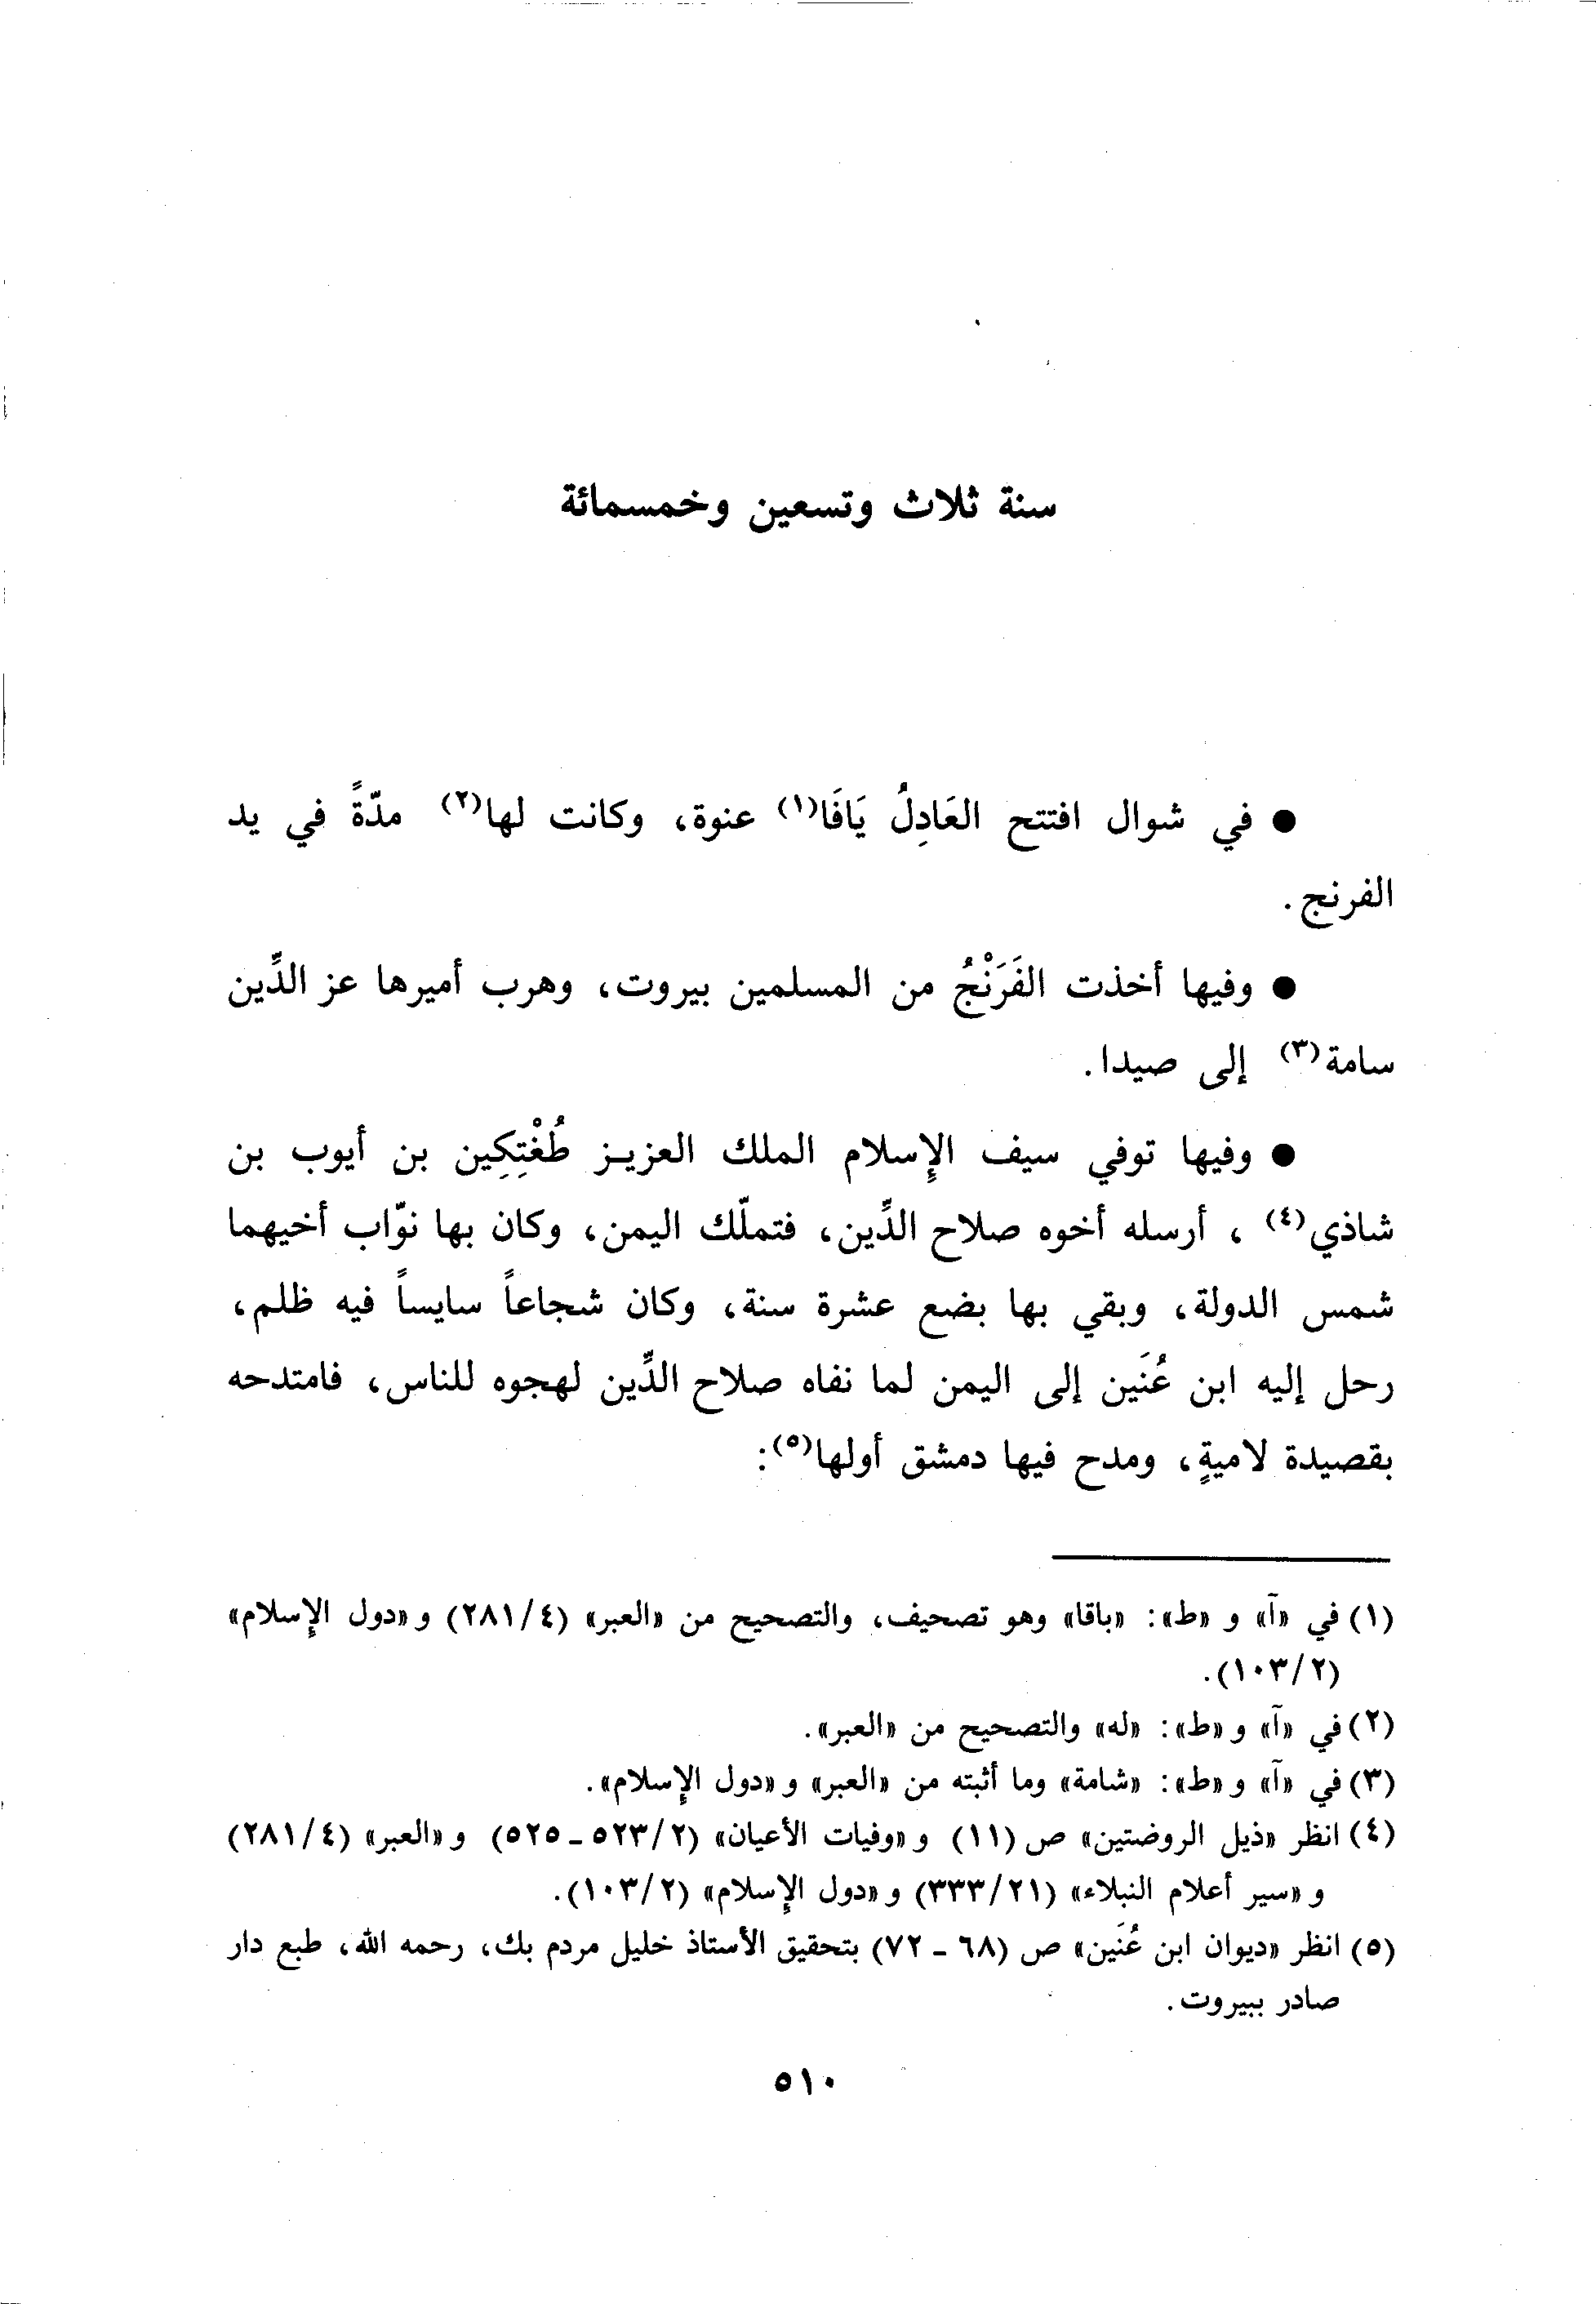 سنة ثلاث وتسعين وخمسمائة
● في شوال افتتح العَادِلُ يَافَا(١) عنوة، وكانت لها(٢) مدّةً في يد
الفرنج.
● وفيها أخذت الفَرَنْجُ من المسلمين بيروت، وهرب أميرها عز الدِّين
سامة(٣) إلى صيدا.
● وفيها توفي سيف الإسلام الملك العزيـز طُغْتِكِين بن أيوب بن
شاذي(٤)، أرسله أخوه صلاح الدِّين، فتملّك اليمن، وكان بها نوّاب أخيهما
شمس الدولة، وبقي بها بضع عشرة سنة، وكان شجاعاً سايساً فيه ظلم،
رحل إليه ابن عُنَين إلى اليمن لما نفاه صلاح الدِّين لهجوه للناس، فامتدحه
بقصيدة لاميةٍ، ومدح فيها دمشق أولها(٥):
(١) في «آ» و «ط»: «باقا» وهو تصحيف، والتصحيح من «العبر» (٤/٢٨١) و«دول الإسلام»
(٢/١٠٣).
(٢) في «آ» و«ط»: «له» والتصحيح من «العبر».
(٣) في «آ» و«ط»: «شامة» وما أثبته من «العبر» و«دول الإسلام».
(٤) انظر «ذيل الروضتين» ص (١١) و«وفيات الأعيان» (٢/٥٢٣ ـ ٥٢٥) و«العبر» (٤/٢٨١)
و«سير أعلام النبلاء» (٢١/٣٣٣) و«دول الإسلام» (٢/١٠٣).
(٥) انظر «ديوان ابن عُنَين» ص (٦٨ ـ ٧٢) بتحقيق الأستاذ خليل مردم بك، رحمه الله، طبع دار
صادر ببيروت.
٥١٠